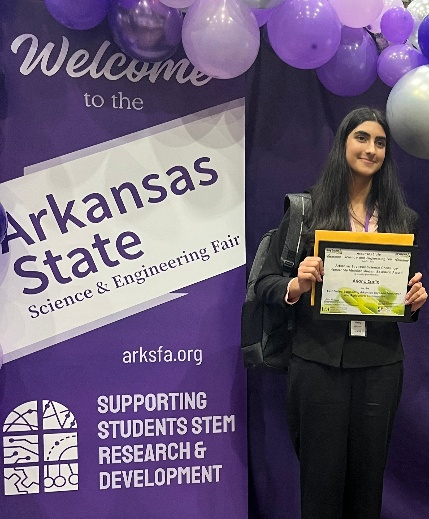 Welcome
to the
Arkansas
State
Science & Engineering Fair
arksfa.org
SUPPORTING
STUDENTS STEM
RESEARCH &
DEVELOPMENT